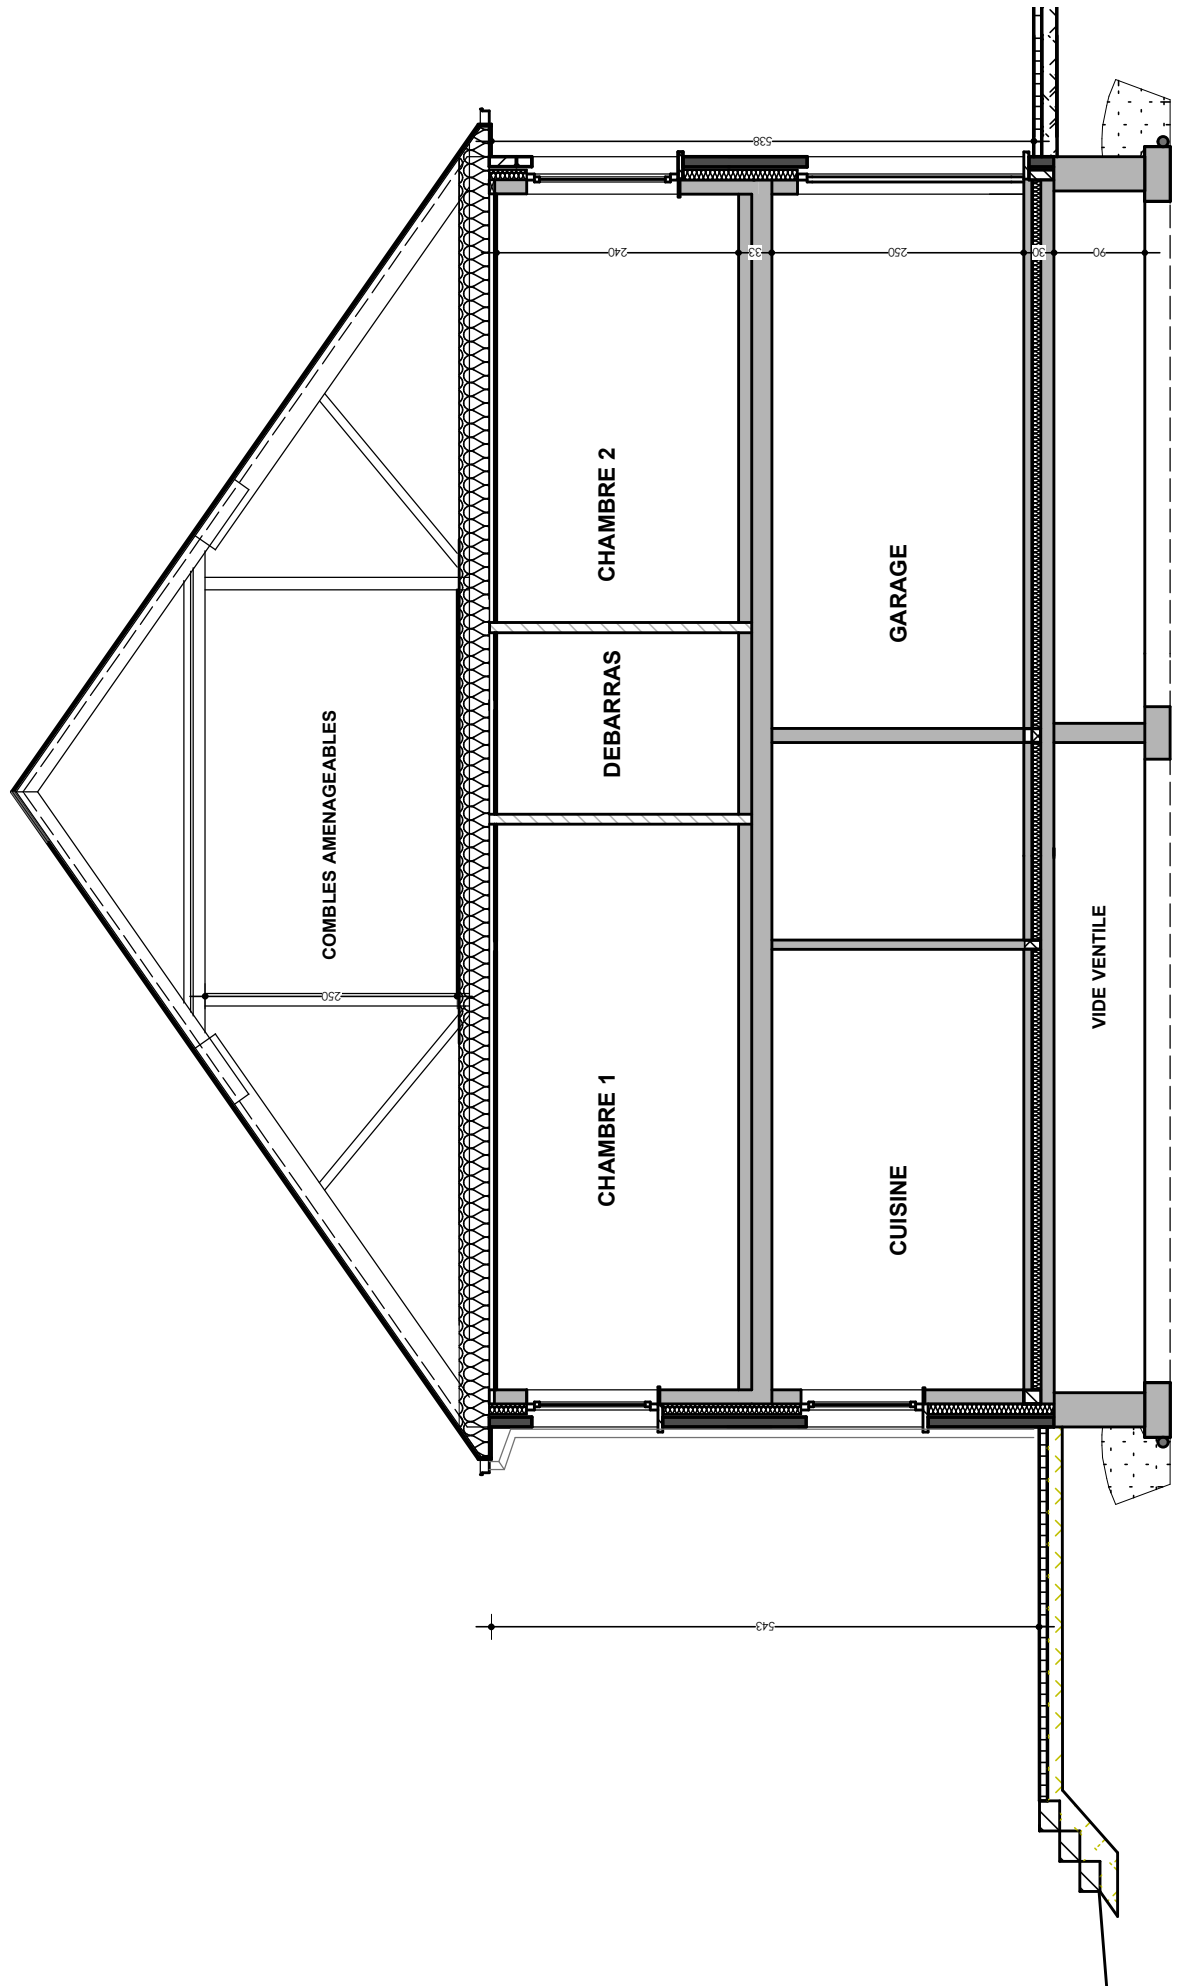 COMBLES AMENAGEABLES
250
CHAMBRE 1
DEBARRAS
CHAMBRE 2
240
33
CUISINE
GARAGE
250
30
VIDE VENTILE
90
538
543